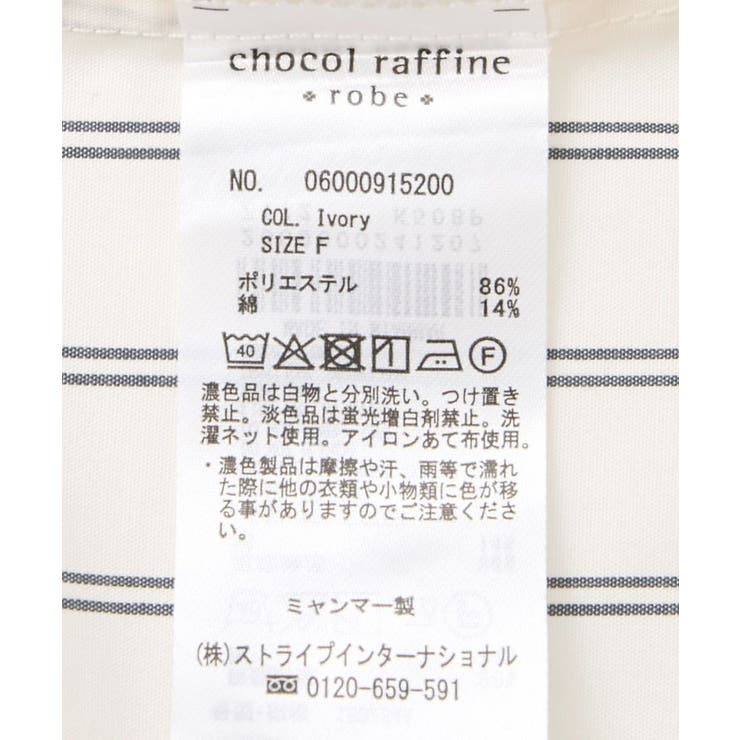 chocol raffine
robe
NO. 06000915200
COL. Ivory
SIZE F
ポリエステル 86%
綿 14%
40 F
濃色品は白物と分別洗い。つけ置き
禁止。淡色品は蛍光増白剤禁止。洗
濯ネット使用。アイロンあて布使用。
・濃色製品は摩擦や汗、雨等で濡れ
た際に他の衣類や小物類に色が移
る事がありますのでご注意くださ
い。
ミャンマー製
(株)ストライプインターナショナル
0120-659-591